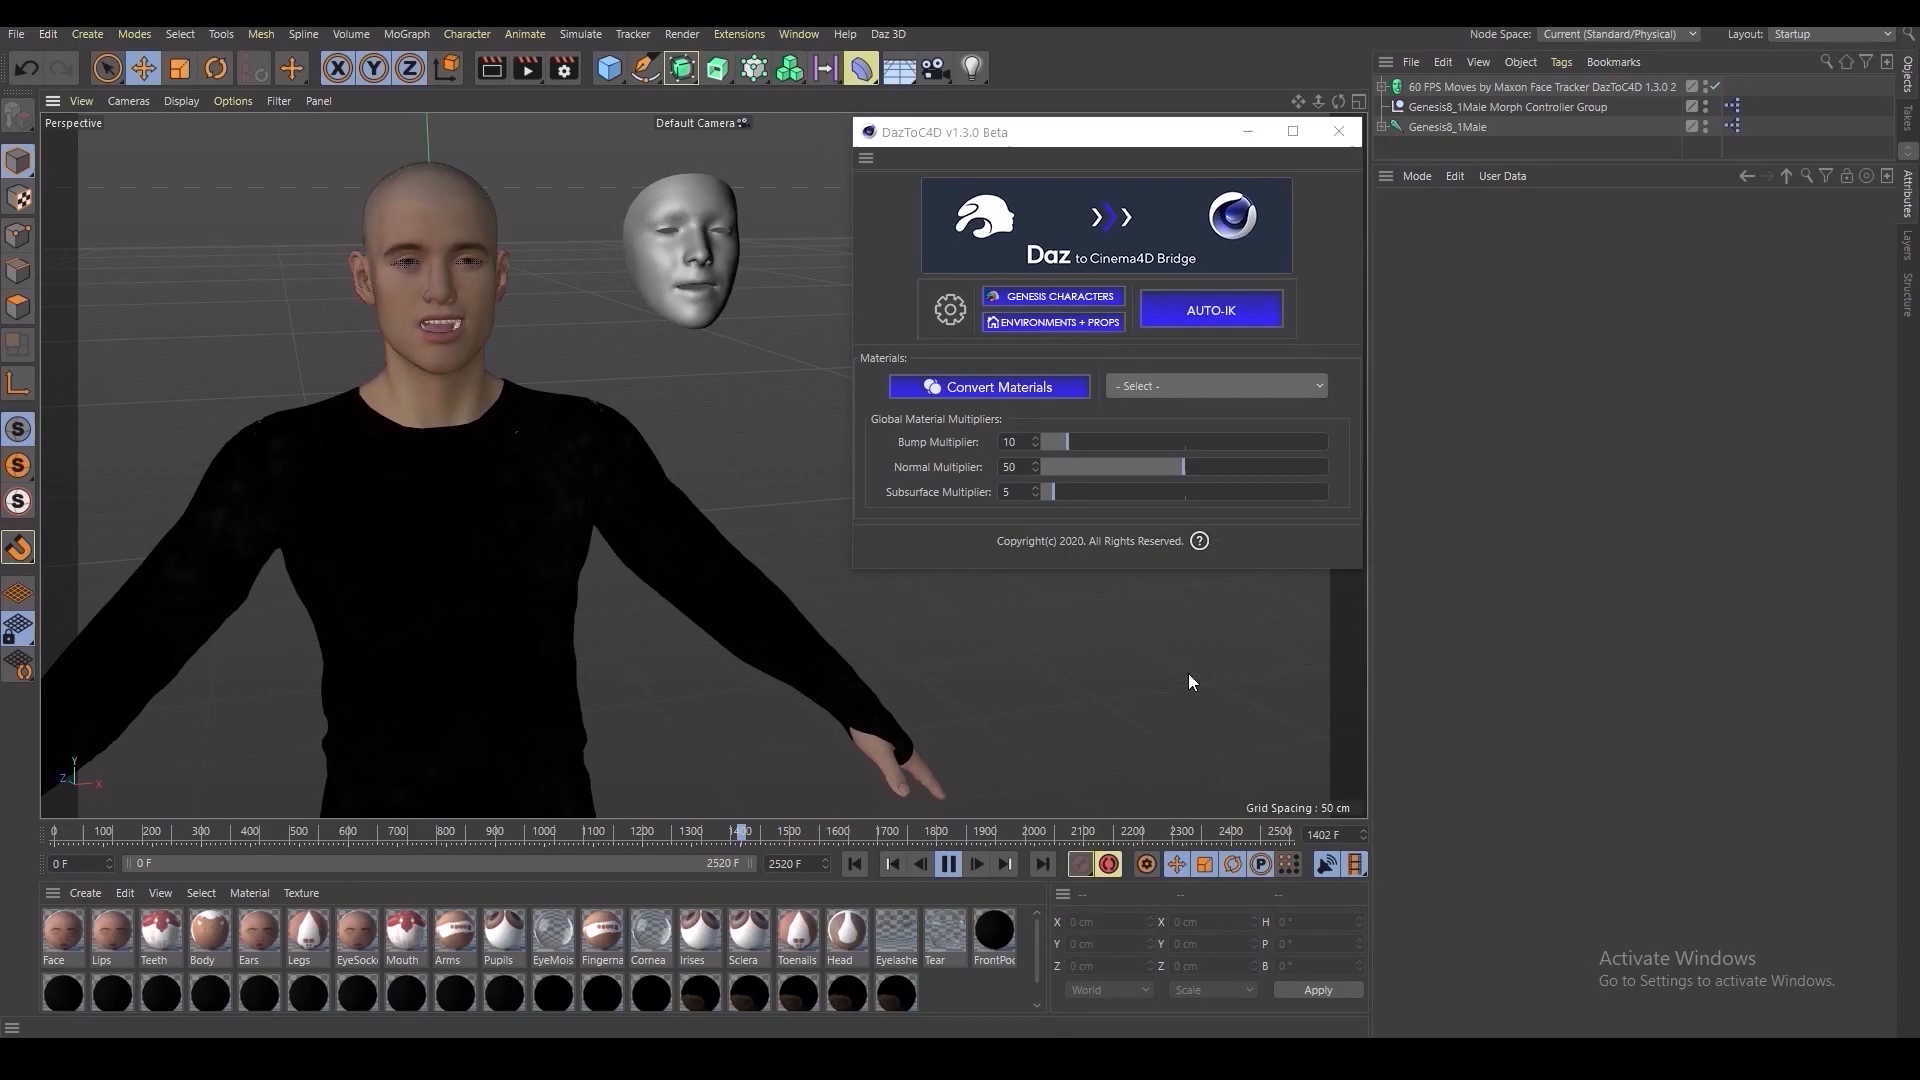 File Edit Create Modes Select Tools Mesh Spline Volume MoGraph Character Animate Simulate Tracker Render Extensions Window Help Daz 3D
Node Space: Current (Standard/Physical) Layout: Startup
File Edit View Object Tags Bookmarks
60 FPS Moves by Maxon Face Tracker DazToC4D 1.3.0 2
Genesis8_1Male Morph Controller Group
Genesis8_1Male
Mode Edit User Data
Objects
Takes
Attributes
Layers
Structure
View Cameras Display Options Filter Panel
Perspective
Default Camera
DazToC4D v1.3.0 Beta
Daz to Cinema4D Bridge
GENESIS CHARACTERS
ENVIRONMENTS + PROPS
AUTO-IK
Materials:
Convert Materials
- Select -
Global Material Multipliers:
Bump Multiplier: 10
Normal Multiplier: 50
Subsurface Multiplier: 5
Copyright(c) 2020. All Rights Reserved. ?
X Y Z
S
S
S
Y
Z X
Grid Spacing : 50 cm
0 100 200 300 400 500 600 700 800 900 1000 1100 1200 1300 1400 1500 1600 1700 1800 1900 2000 2100 2200 2300 2400 2500 1402 F
0 F 0 F 2520 F 2520 F
P
Create Edit View Select Material Texture
Face Lips Teeth Body Ears Legs EyeSocke Mouth Arms Pupils EyeMois Fingerna Cornea Irises Sclera Toenails Head Eyelashe Tear FrontPoc
-- -- --
X 0 cm X 0 cm H 0 °
Y 0 cm Y 0 cm P 0 °
Z 0 cm Z 0 cm B 0 °
World Scale Apply
Activate Windows
Go to Settings to activate Windows.